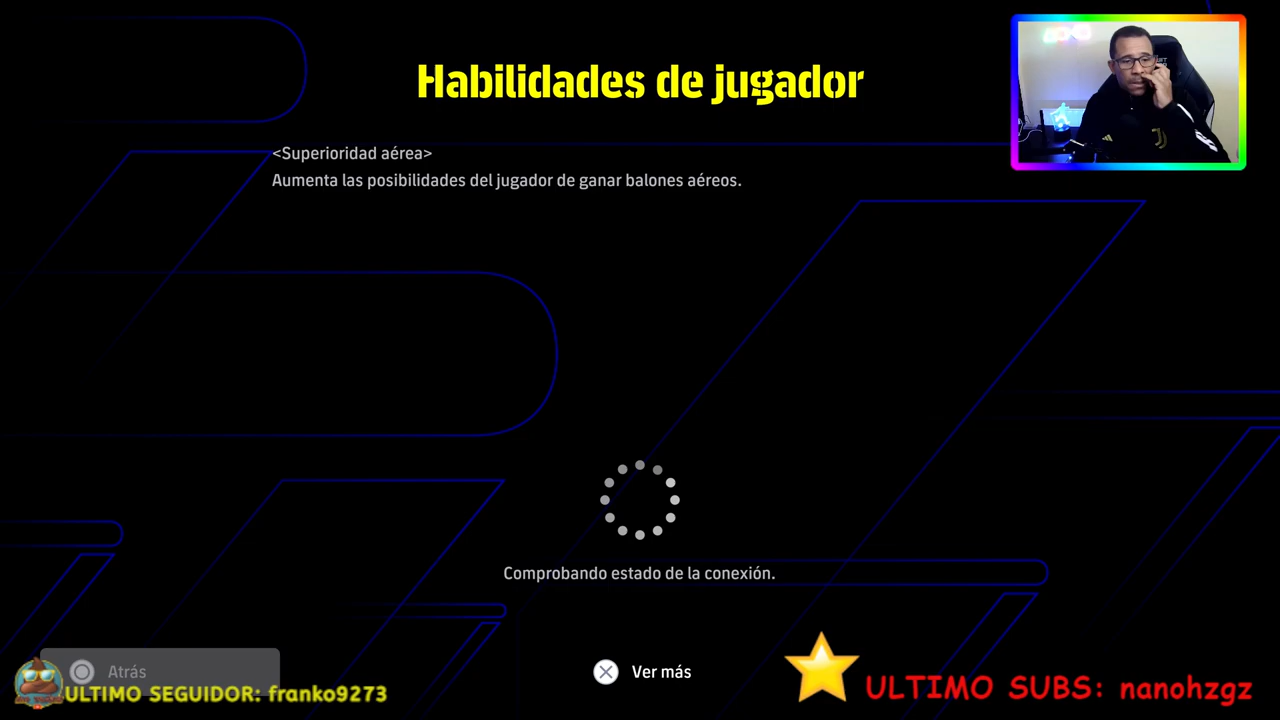 Habilidades de jugador
<Superioridad aérea>
Aumenta las posibilidades del jugador de ganar balones aéreos.
Comprobando estado de la conexión.
Atrás
Ver más
ULTIMO SEGUIDOR: franko9273
ULTIMO SUBS: nanohzgz